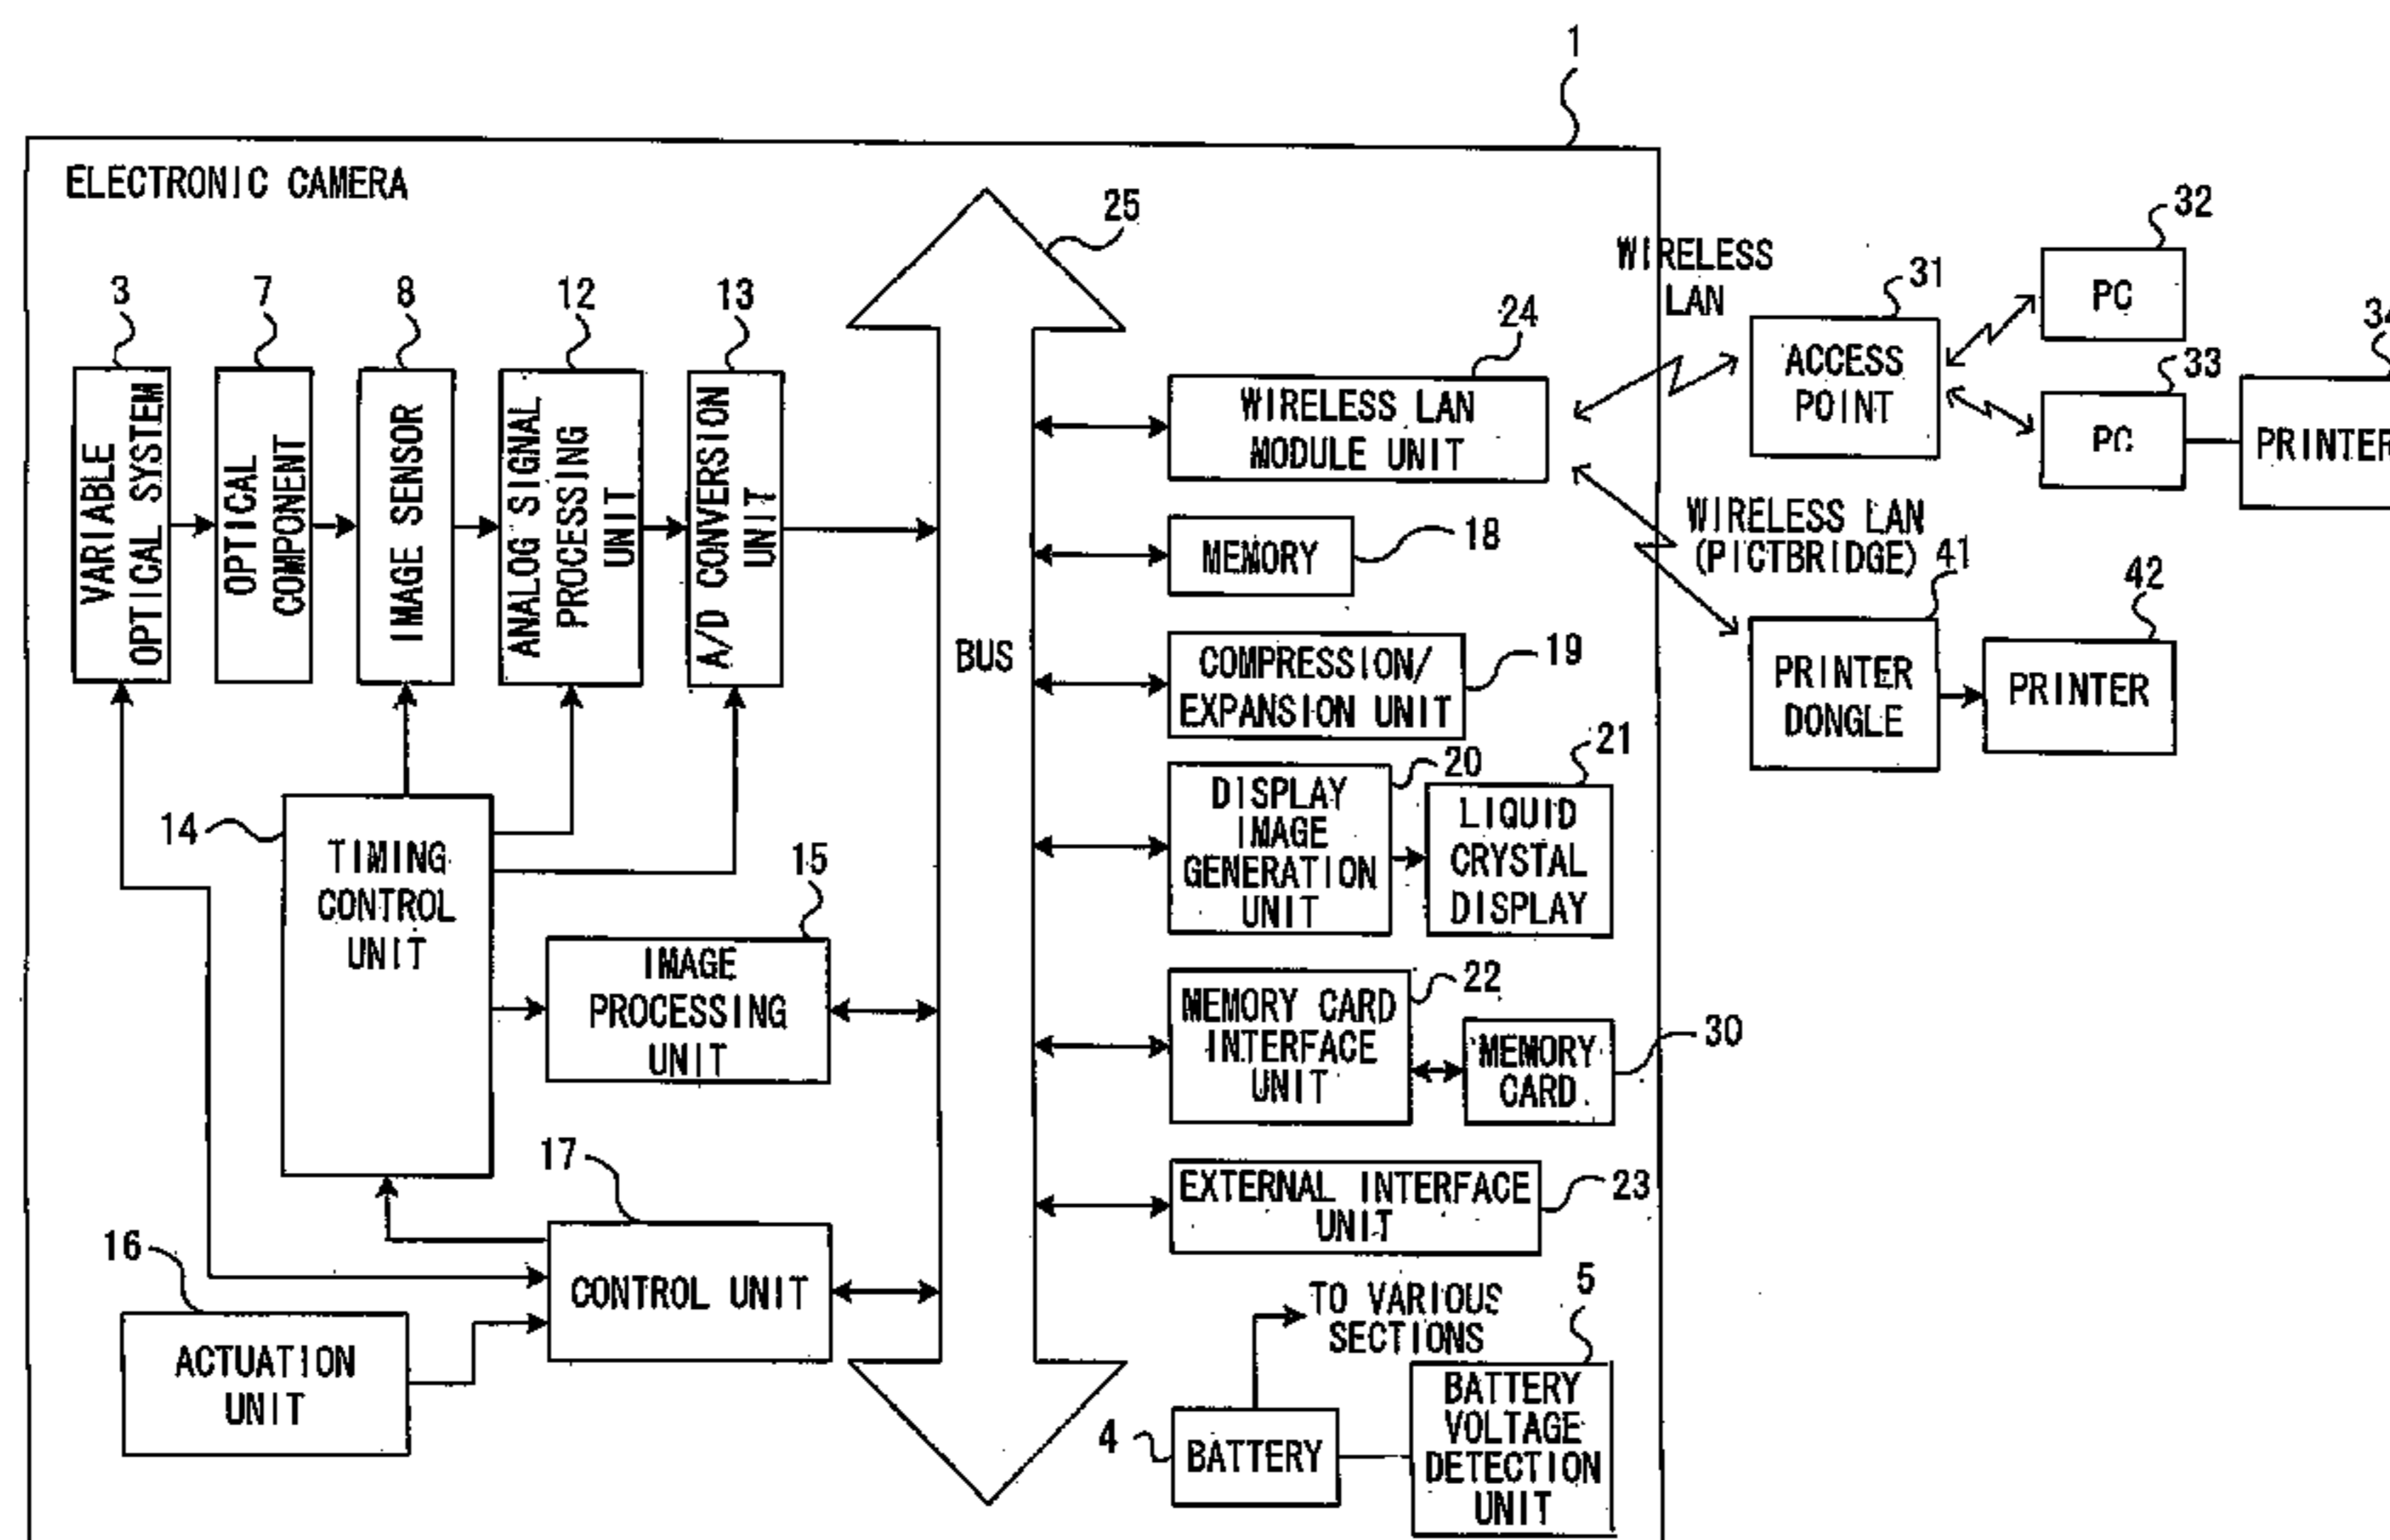 1
ELECTRONIC CAMERA
25
32
3
7
8
12
13
WIRELESS
LAN
31
PC
24
33
34
VARIABLE
OPTICAL SYSTEM
OPTICAL
COMPONENT
IMAGE SENSOR
ANALOG SIGNAL
PROCESSING
UNIT
A/D CONVERSION
UNIT
WIRELESS LAN
MODULE UNIT
ACCESS
POINT
PC
PRINTER
MEMORY
18
WIRELESS LAN
(PICTBRIDGE)
41
42
BUS
COMPRESSION/
EXPANSION UNIT
19
PRINTER
DONGLE
PRINTER
14
TIMING
CONTROL
UNIT
20
DISPLAY
IMAGE
GENERATION
UNIT
21
LIQUID
CRYSTAL
DISPLAY
15
IMAGE
PROCESSING
UNIT
22
MEMORY CARD
INTERFACE
UNIT
MEMORY
CARD
30
17
EXTERNAL INTERFACE
UNIT
23
16
CONTROL UNIT
ACTUATION
UNIT
TO VARIOUS
SECTIONS
5
4
BATTERY
BATTERY
VOLTAGE
DETECTION
UNIT